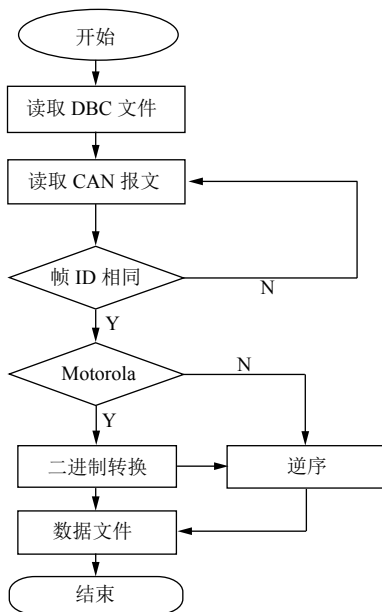 开始
读取 DBC 文件
读取 CAN 报文
帧 ID 相同
N
Y
Motorola
N
Y
二进制转换
逆序
数据文件
结束